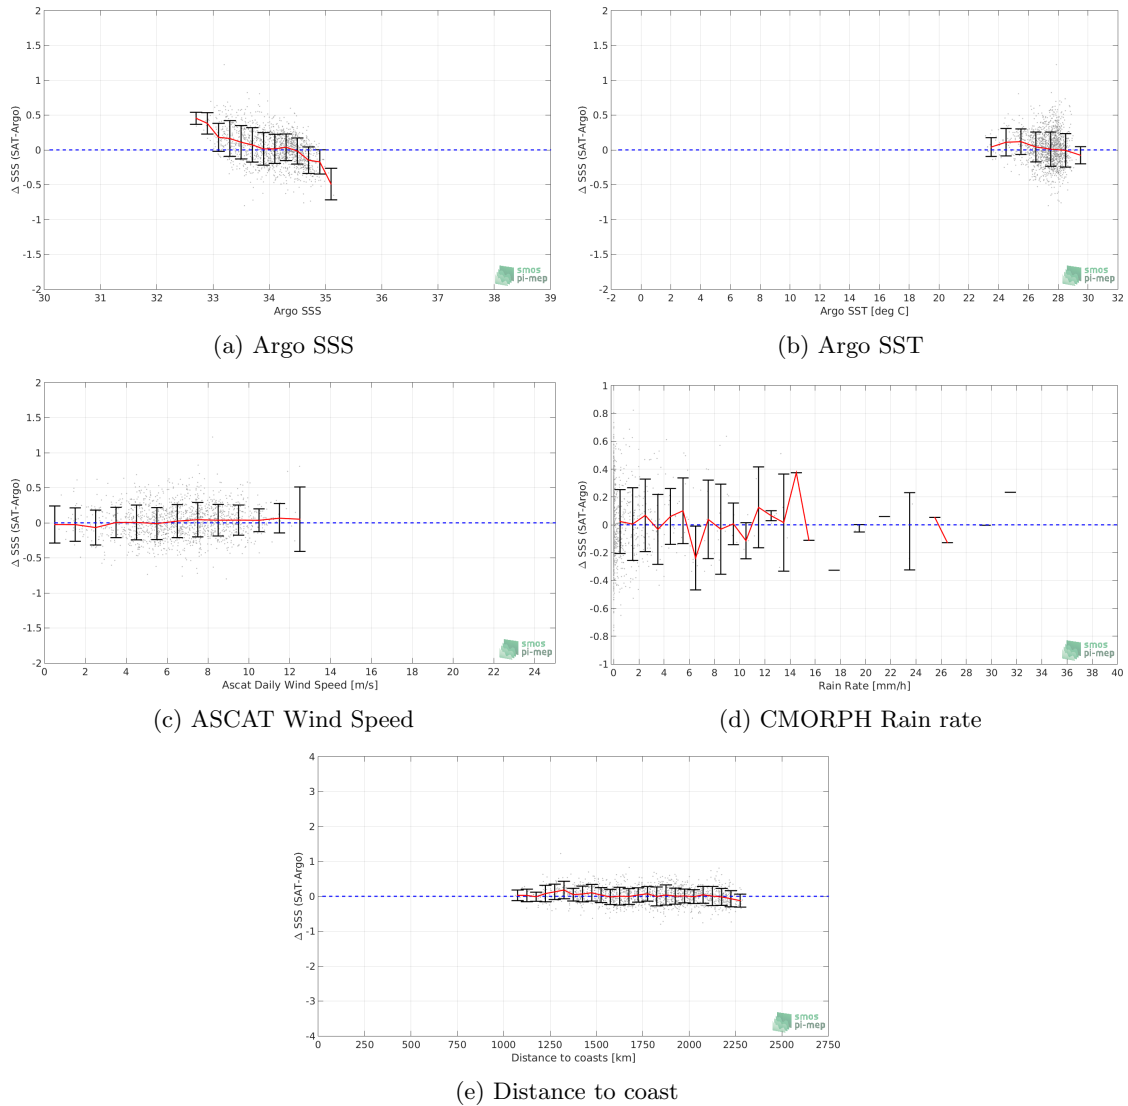 2
1.5
1
0.5
0
-0.5
-1
-1.5
-2
Δ SSS (SAT-Argo)
30 31 32 33 34 35 36 37 38 39
Argo SSS
smos
pi-mep
(a) Argo SSS
2
1.5
1
0.5
0
-0.5
-1
-1.5
-2
Δ SSS (SAT-Argo)
-2 0 2 4 6 8 10 12 14 16 18 20 22 24 26 28 30 32
Argo SST [deg C]
smos
pi-mep
(b) Argo SST
2
1.5
1
0.5
0
-0.5
-1
-1.5
-2
Δ SSS (SAT-Argo)
0 2 4 6 8 10 12 14 16 18 20 22 24
Ascat Daily Wind Speed [m/s]
smos
pi-mep
(c) ASCAT Wind Speed
1
0.8
0.6
0.4
0.2
0
-0.2
-0.4
-0.6
-0.8
-1
Δ SSS (SAT-Argo)
0 2 4 6 8 10 12 14 16 18 20 22 24 26 28 30 32 34 36 38 40
Rain Rate [mm/h]
smos
pi-mep
(d) CMORPH Rain rate
4
3
2
1
0
-1
-2
-3
-4
Δ SSS (SAT-Argo)
0 250 500 750 1000 1250 1500 1750 2000 2250 2500 2750
Distance to coasts [km]
smos
pi-mep
(e) Distance to coast